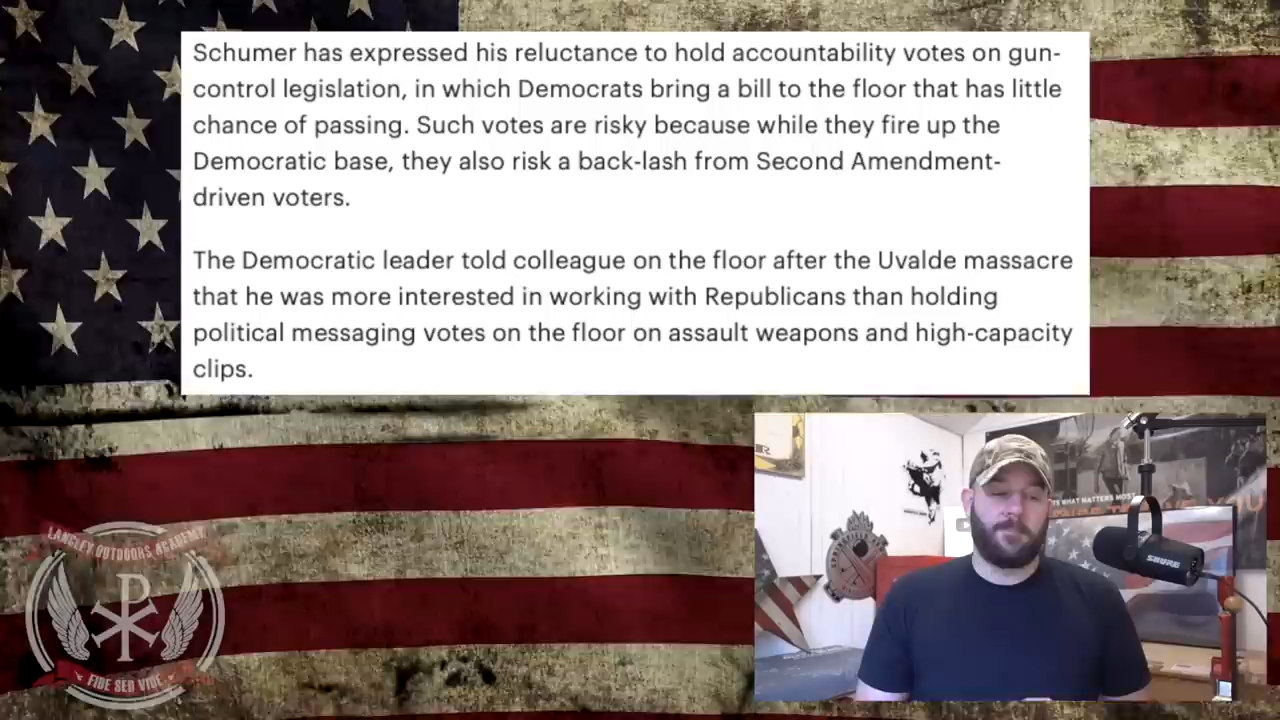 Schumer has expressed his reluctance to hold accountability votes on gun-
control legislation, in which Democrats bring a bill to the floor that has little
chance of passing. Such votes are risky because while they fire up the
Democratic base, they also risk a back-lash from Second Amendment-
driven voters.
The Democratic leader told colleague on the floor after the Uvalde massacre
that he was more interested in working with Republicans than holding
political messaging votes on the floor on assault weapons and high-capacity
clips.
LANGLEY OUTDOORS ACADEMY
FIDE SED VIDE
WHAT MATTERS MOST
YOU
SHURE